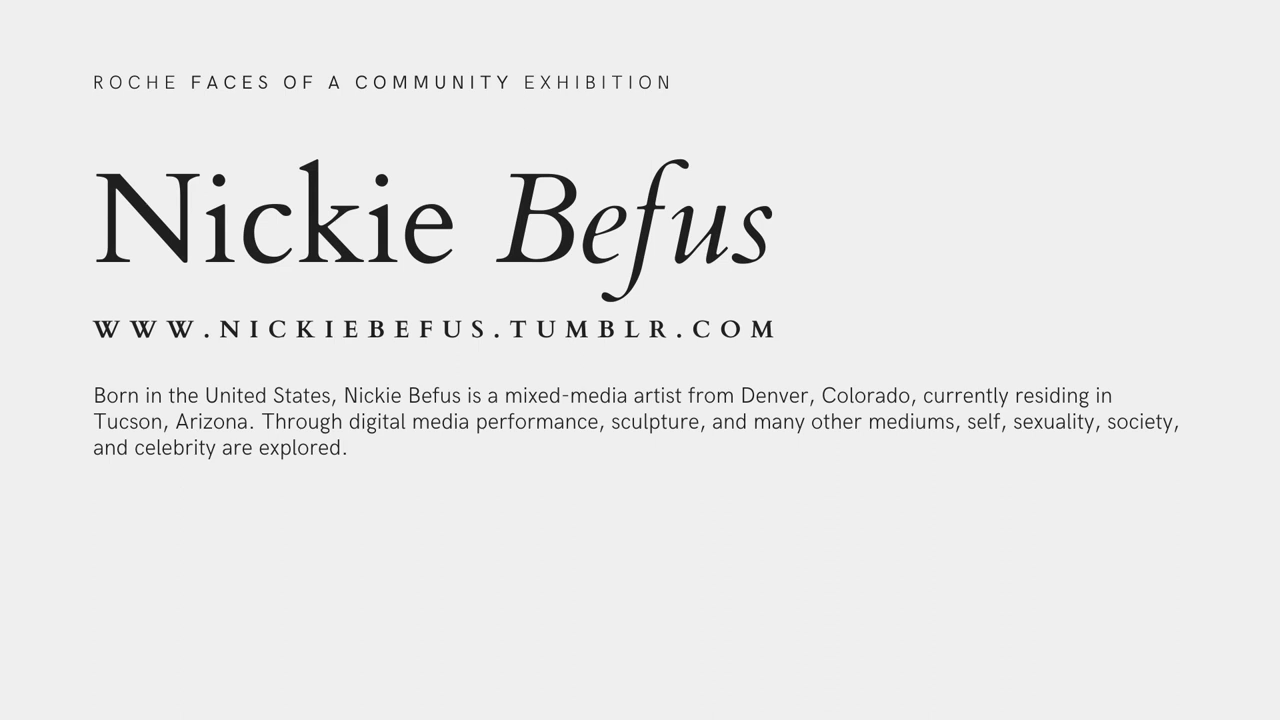 ROCHE FACES OF A COMMUNITY EXHIBITION
Nickie Befus
WWW.NICKIEBEFUS.TUMBLR.COM
Born in the United States, Nickie Befus is a mixed-media artist from Denver, Colorado, currently residing in
Tucson, Arizona. Through digital media performance, sculpture, and many other mediums, self, sexuality, society,
and celebrity are explored.